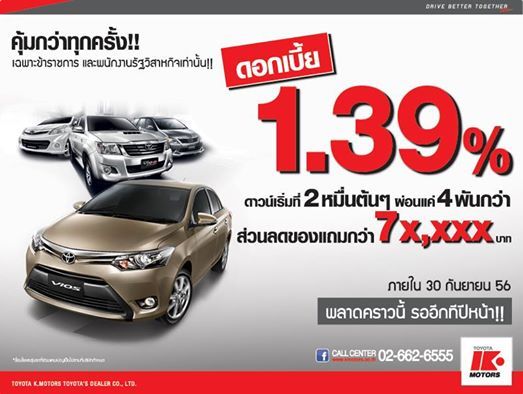 DRIVE BETTER TOGETHER
คุ้มกว่าทุกครั้ง!!
เฉพาะข้าราชการ และพนักงานรัฐวิสาหกิจเท่านั้น!!
ดอกเบี้ย
1.39%
ดาวน์เริ่มที่ 2 หมื่นต้นๆ ผ่อนแค่ 4 พันกว่า
ส่วนลดของแถมกว่า 7x,xxx บาท
VIOS
ภายใน 30 กันยายน 56
พลาดคราวนี้ รออีกทีปีหน้า!!
CALL CENTER 02-662-6555
www.kmotors.co.th
TOYOTA
K.
MOTORS
TOYOTA K.MOTORS TOYOTA'S DEALER CO., LTD.